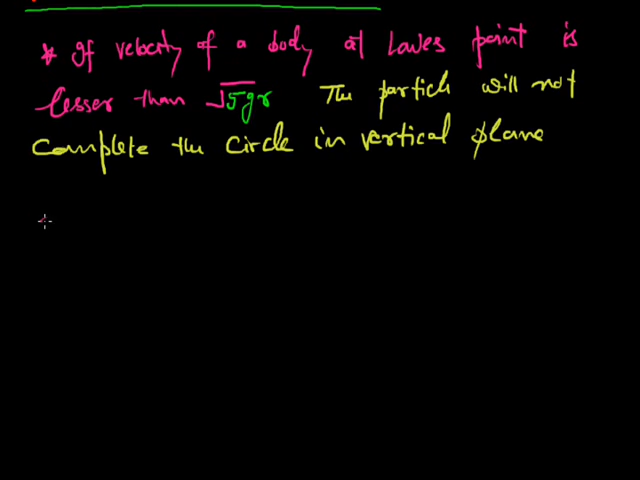 * If velocity of a body at Lowes point is
lesser than √5gr The particle will not
Complete the Circle in vertical plane